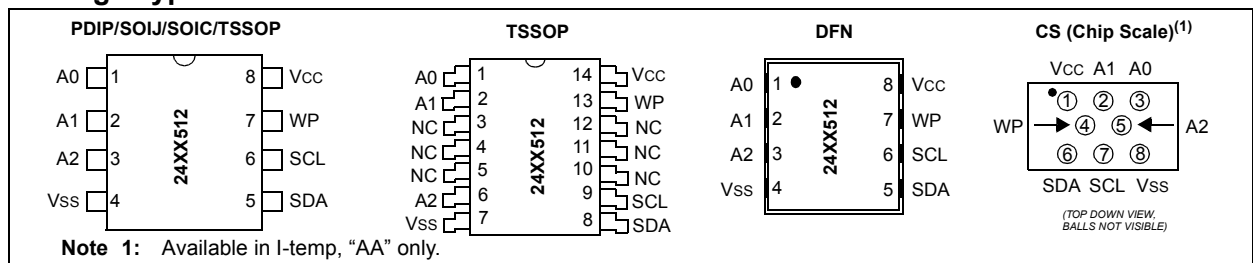 PDIP/SOIJ/SOIC/TSSOP
A0 1 8 VCC
A1 2 7 WP
A2 3 6 SCL
VSS 4 5 SDA
24XX512
TSSOP
A0 1 14 VCC
A1 2 13 WP
NC 3 12 NC
NC 4 11 NC
NC 5 10 NC
A2 6 9 SCL
VSS 7 8 SDA
24XX512
DFN
A0 1 8 VCC
A1 2 7 WP
A2 3 6 SCL
VSS 4 5 SDA
24XX512
CS (Chip Scale)(1)
VCC A1 A0
1 2 3
WP 4 5 A2
6 7 8
SDA SCL VSS
(TOP DOWN VIEW,
BALLS NOT VISIBLE)
Note 1: Available in I-temp, “AA” only.